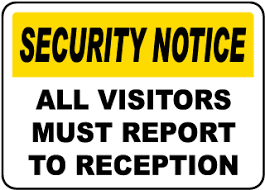 SECURITY NOTICE
ALL VISITORS
MUST REPORT
TO RECEPTION